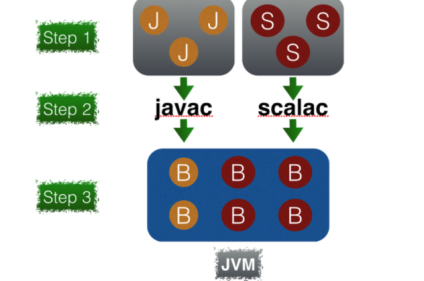 J J S S
Step 1
J S
Step 2 javac scalac
B B B
Step 3
B B B
JVM